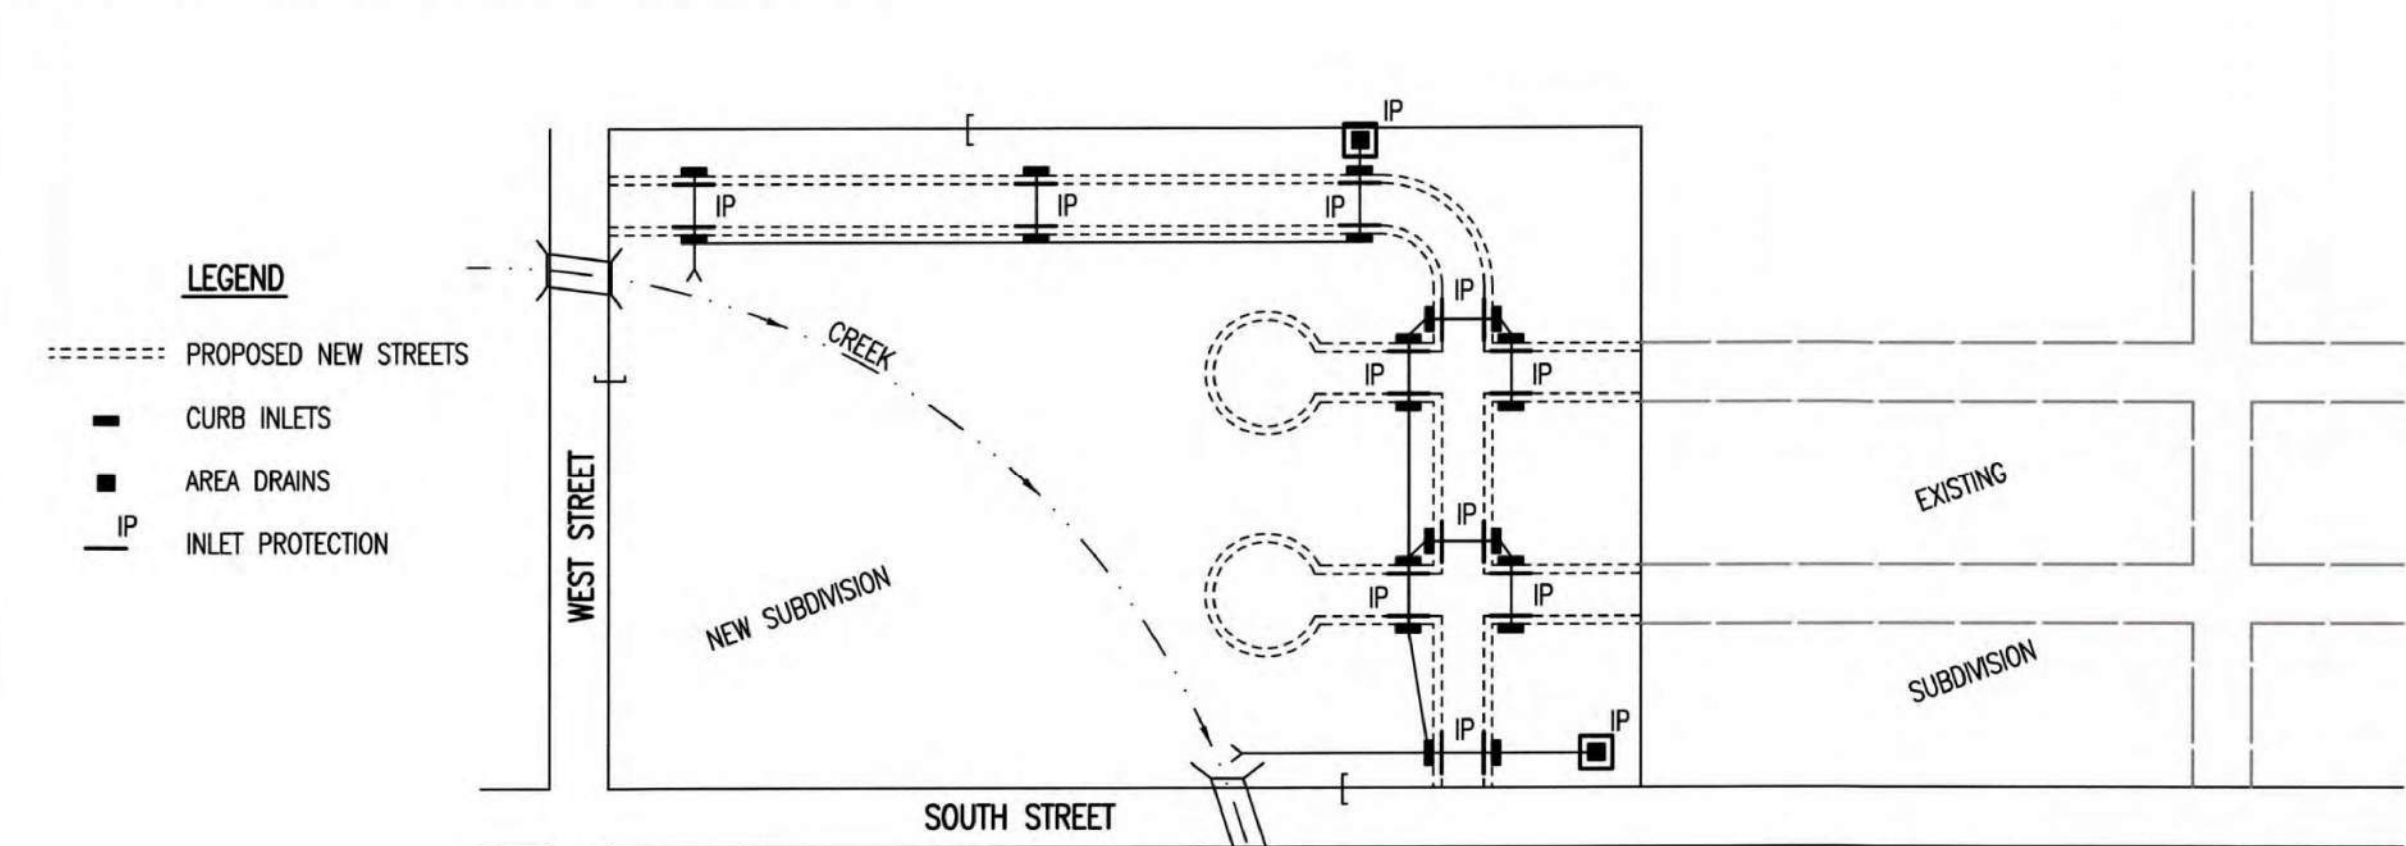 LEGEND
PROPOSED NEW STREETS
CURB INLETS
AREA DRAINS
IP
INLET PROTECTION
WEST STREET
IP
IP
IP
IP
CREEK
NEW SUBDIVISION
IP
IP
IP
IP
IP
IP
IP
IP
SOUTH STREET
EXISTING
SUBDIVISION